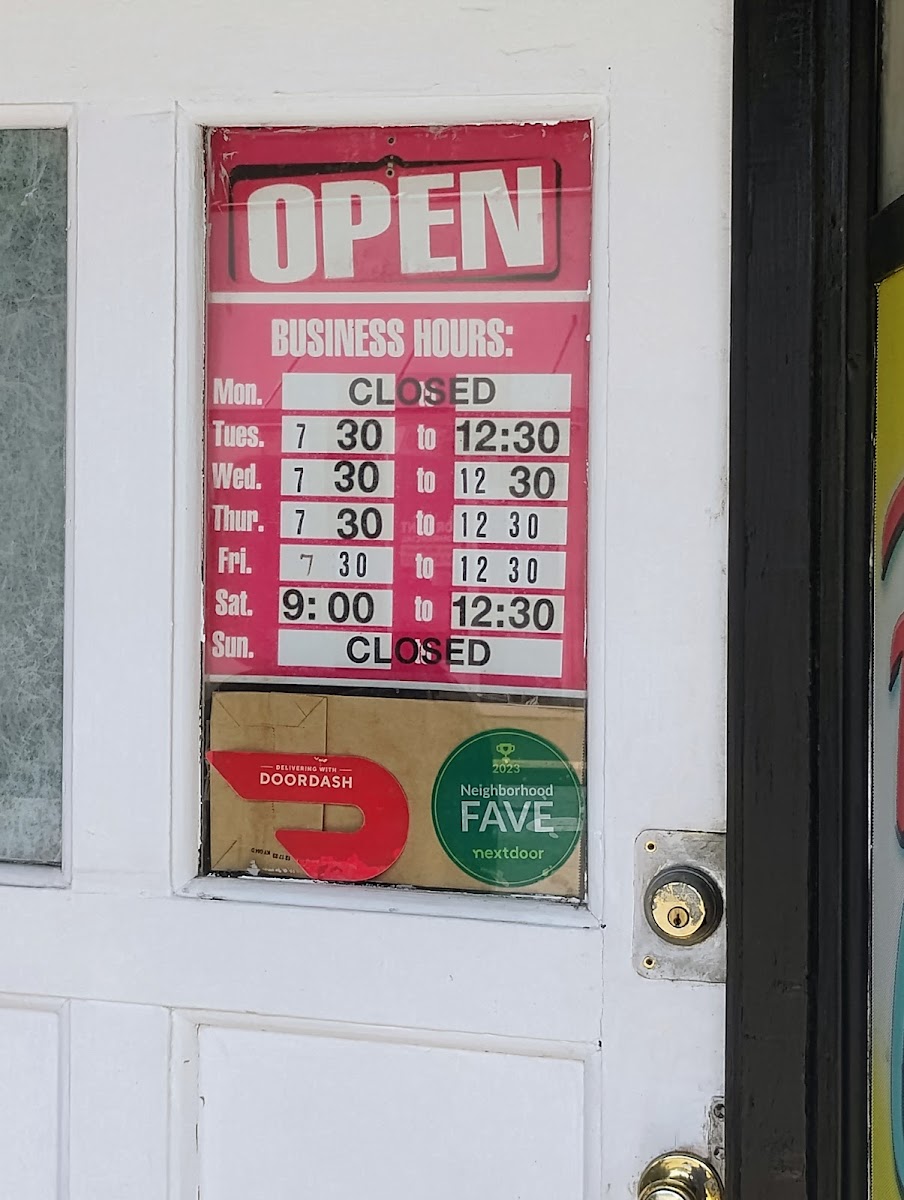 OPEN
BUSINESS HOURS:
Mon. CLOSED
Tues. 7 30 to 12:30
Wed. 7 30 to 12 30
Thur. 7 30 to 12 30
Fri. 7 30 to 12 30
Sat. 9:00 to 12:30
Sun. CLOSED
DELIVERING WITH
DOORDASH
2023
Neighborhood
FAVE
nextdoor